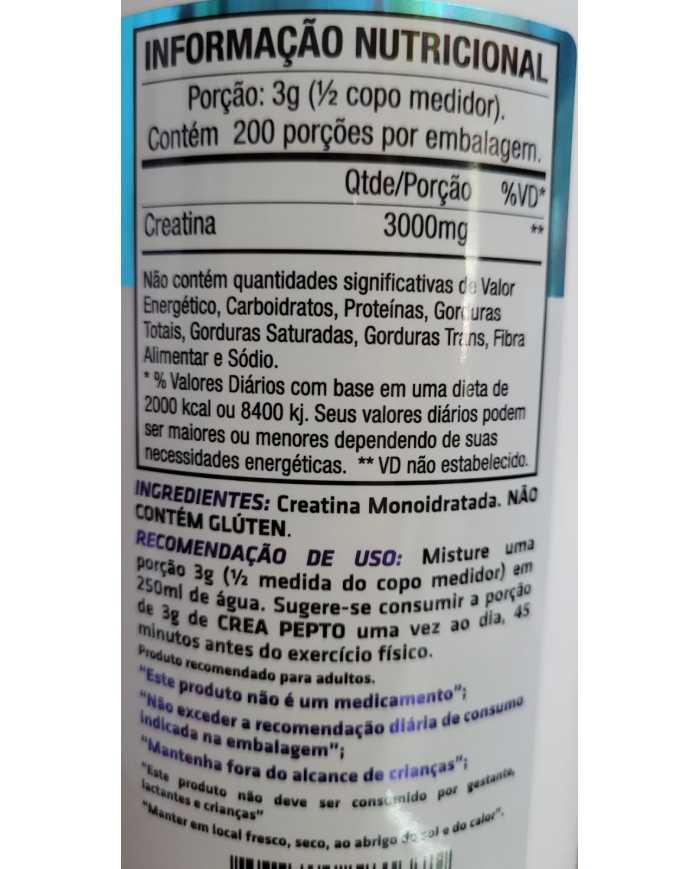 INFORMAÇÃO NUTRICIONAL
Porção: 3g (½ copo medidor).
Contém 200 porções por embalagem.
Qtde/Porção %VD*
Creatina 3000mg **
Não contém quantidades significativas de Valor
Energético, Carboidratos, Proteínas, Gorduras
Totais, Gorduras Saturadas, Gorduras Trans, Fibra
Alimentar e Sódio.
* % Valores Diários com base em uma dieta de
2000 kcal ou 8400 kj. Seus valores diários podem
ser maiores ou menores dependendo de suas
necessidades energéticas. ** VD não estabelecido.
INGREDIENTES: Creatina Monoidratada. NÃO
CONTÉM GLÚTEN.
RECOMENDAÇÃO DE USO: Misture uma
porção 3g (½ medida do copo medidor) em
250ml de água. Sugere-se consumir a porção
de 3g de CREA PEPTO uma vez ao dia, 45
minutos antes do exercício físico.
Produto recomendado para adultos.
"Este produto não é um medicamento";
"Não exceder a recomendação diária de consumo
indicada na embalagem";
"Mantenha fora do alcance de crianças";
"Este produto não deve ser consumido por gestante,
lactantes e crianças"
"Manter em local fresco, seco, ao abrigo do sol e do calor".